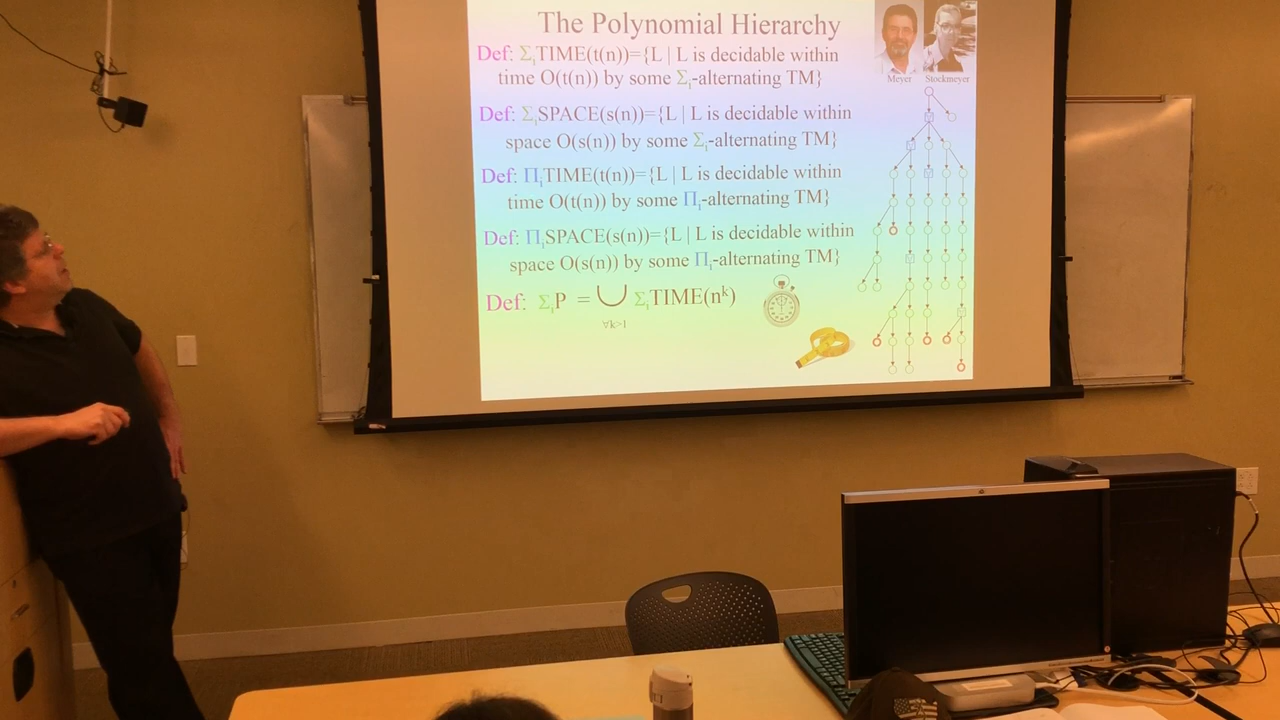 The Polynomial Hierarchy
Def: ΣᵢTIME(t(n))={L | L is decidable within
time O(t(n)) by some Σᵢ-alternating TM}
Def: ΣᵢSPACE(s(n))={L | L is decidable within
space O(s(n)) by some Σᵢ-alternating TM}
Def: ΠᵢTIME(t(n))={L | L is decidable within
time O(t(n)) by some Πᵢ-alternating TM}
Def: ΠᵢSPACE(s(n))={L | L is decidable within
space O(s(n)) by some Πᵢ-alternating TM}
Def: ΣᵢP = ∪ ΣᵢTIME(nᵏ)
∀k>1
Meyer Stockmeyer